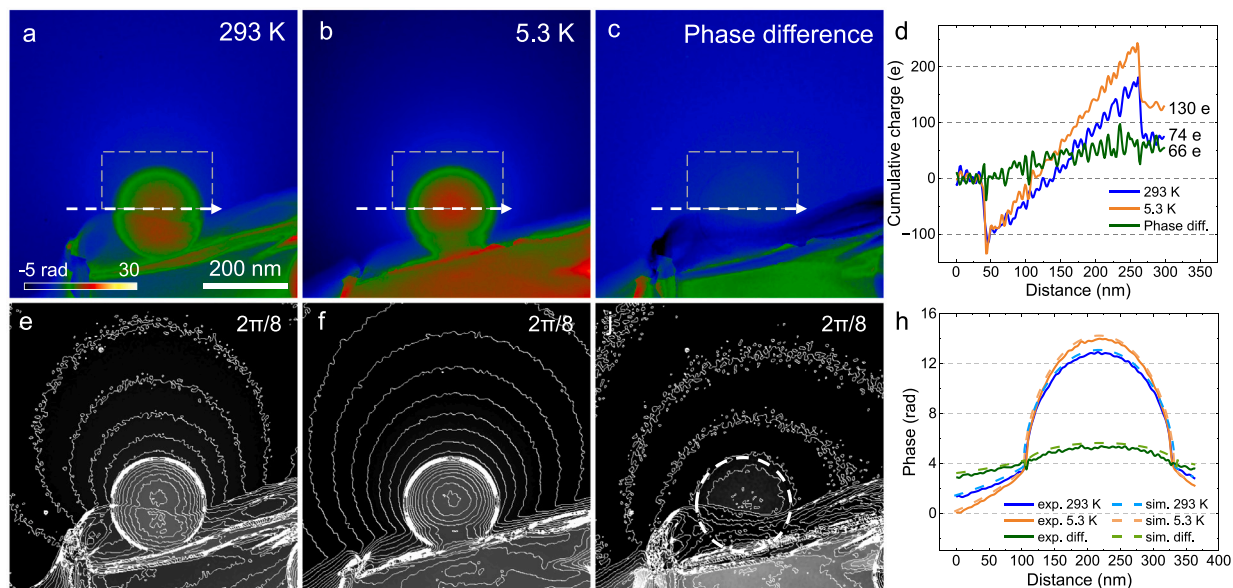 a 293 K
b 5.3 K
c Phase difference
-5 rad 30
200 nm
d
Cumulative charge (e)
200
100
0
−100
130 e
74 e
66 e
293 K
5.3 K
Phase diff.
0 50 100 150 200 250 300 350
Distance (nm)
e 2π/8
f 2π/8
j 2π/8
h
Phase (rad)
16
12
8
4
0
exp. 293 K sim. 293 K
exp. 5.3 K sim. 5.3 K
exp. diff. sim. diff.
0 50 100 150 200 250 300 350 400
Distance (nm)